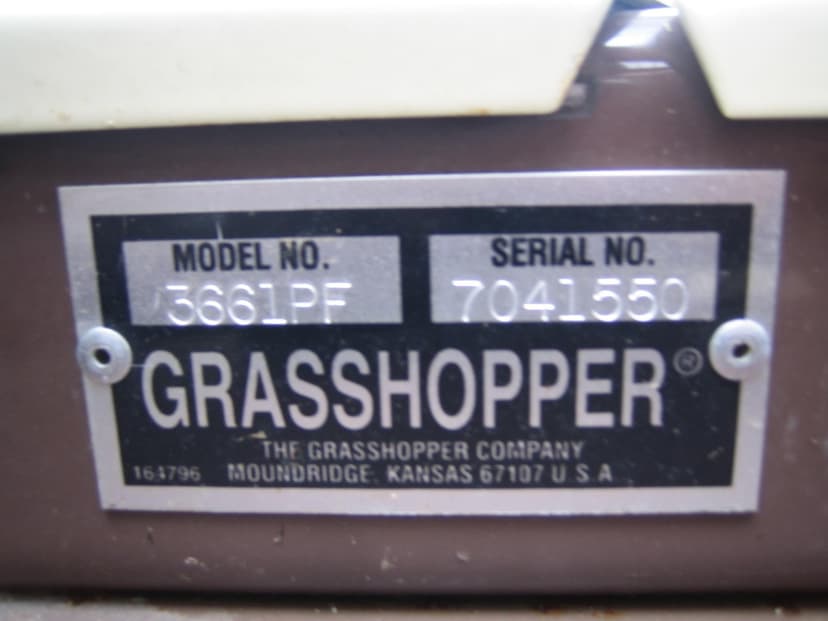 MODEL NO. SERIAL NO.
3661PF 7041550
GRASSHOPPER®
THE GRASSHOPPER COMPANY
164796 MOUNDRIDGE, KANSAS 67107 U.S.A.